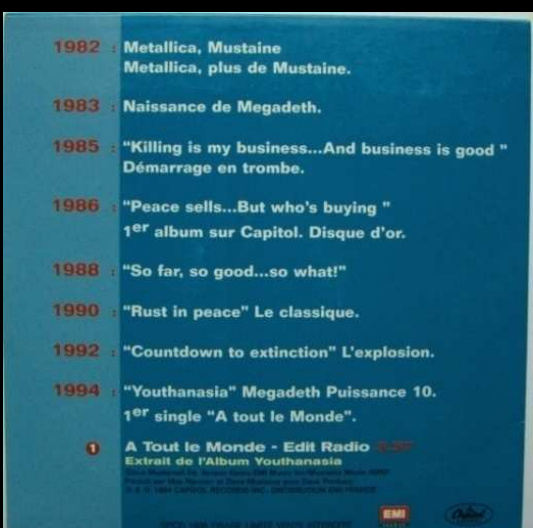 1982 : Metallica, Mustaine
Metallica, plus de Mustaine.
1983 : Naissance de Megadeth.
1985 : "Killing is my business...And business is good "
Démarrage en trombe.
1986 : "Peace sells...But who's buying "
1er album sur Capitol. Disque d'or.
1988 : "So far, so good...so what!"
1990 : "Rust in peace" Le classique.
1992 : "Countdown to extinction" L'explosion.
1994 : "Youthanasia" Megadeth Puissance 10.
1er single "A tout le Monde".
1 A Tout le Monde - Edit Radio
Extrait de l'Album Youthanasia
EMI
Capitol